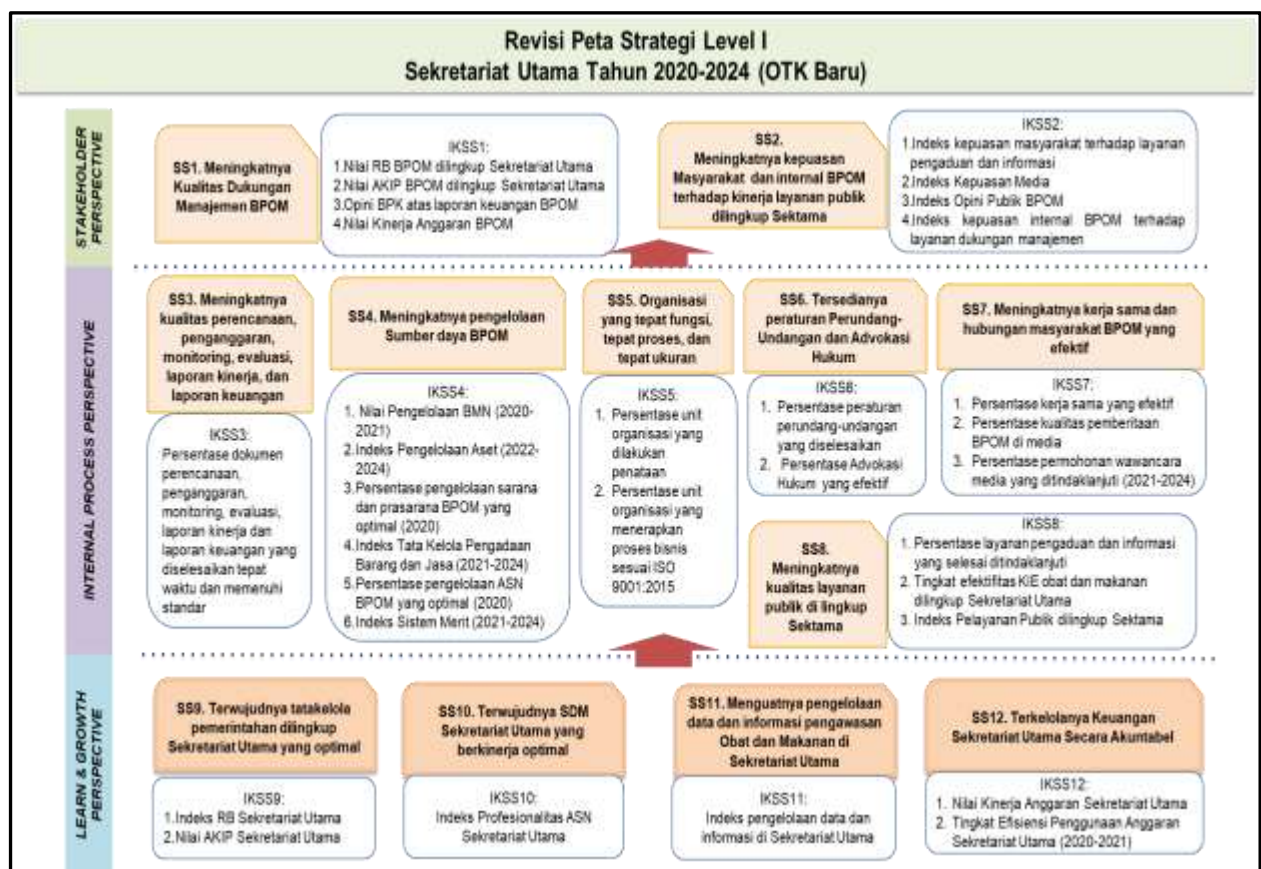 Revisi Peta Strategi Level I
Sekretariat Utama Tahun 2020-2024 (OTK Baru)
STAKEHOLDER
PERSPECTIVE
SS1. Meningkatnya
Kualitas Dukungan
Manajemen BPOM
IKSS1:
1.Nilai RB BPOM dilingkup Sekretariat Utama
2.Nilai AKIP BPOM dilingkup Sekretariat Utama
3.Opini BPK atas laporan keuangan BPOM
4.Nilai Kinerja Anggaran BPOM
SS2.
Meningkatnya kepuasan
Masyarakat dan internal BPOM
terhadap kinerja layanan publik
dilingkup Sektama
IKSS2:
1.Indeks kepuasan masyarakat terhadap layanan
pengaduan dan informasi
2.Indeks Kepuasan Media
3.Indeks Opini Publik BPOM
4.Indeks kepuasan internal BPOM terhadap
layanan dukungan manajemen
INTERNAL PROCESS PERSPECTIVE
SS3. Meningkatnya
kualitas perencanaan,
penganggaran,
monitoring, evaluasi,
laporan kinerja, dan
laporan keuangan
IKSS3:
Persentase dokumen
perencanaan,
penganggaran,
monitoring, evaluasi,
laporan kinerja dan
laporan keuangan yang
diselesaikan tepat
waktu dan memenuhi
standar
SS4. Meningkatnya pengelolaan
Sumber daya BPOM
IKSS4:
1. Nilai Pengelolaan BMN (2020-
2021)
2.Indeks Pengelolaan Aset (2022-
2024)
3.Persentase pengelolaan sarana
dan prasarana BPOM yang
optimal (2020)
4.Indeks Tata Kelola Pengadaan
Barang dan Jasa (2021-2024)
5.Persentase pengelolaan ASN
BPOM yang optimal (2020)
6.Indeks Sistem Merit (2021-2024)
SS5. Organisasi
yang tepat fungsi,
tepat proses, dan
tepat ukuran
IKSS5:
1. Persentase unit
organisasi yang
dilakukan
penataan
2. Persentase unit
organisasi yang
menerapkan
proses bisnis
sesuai ISO
9001:2015
SS6. Tersedianya
peraturan Perundang-
Undangan dan Advokasi
Hukum
IKSS6:
1. Persentase peraturan
perundang-undangan
yang diselesaikan
2. Persentase Advokasi
Hukum yang efektif
SS7. Meningkatnya kerja sama dan
hubungan masyarakat BPOM yang
efektif
IKSS7:
1. Persentase kerja sama yang efektif
2. Persentase kualitas pemberitaan
BPOM di media
3. Persentase permohonan wawancara
media yang ditindaklanjuti (2021-2024)
SS8.
Meningkatnya
kualitas layanan
publik di lingkup
Sektama
IKSS8:
1. Persentase layanan pengaduan dan informasi
yang selesai ditindaklanjuti
2. Tingkat efektifitas KIE obat dan makanan
dilingkup Sekretariat Utama
3. Indeks Pelayanan Publik dilingkup Sektama
LEARN & GROWTH
PERSPECTIVE
SS9. Terwujudnya tatakelola
pemerintahan dilingkup
Sekretariat Utama yang optimal
IKSS9:
1.Indeks RB Sekretariat Utama
2.Nilai AKIP Sekretariat Utama
SS10. Terwujudnya SDM
Sekretariat Utama yang
berkinerja optimal
IKSS10:
Indeks Profesionalitas ASN
Sekretariat Utama
SS11. Menguatnya pengelolaan
data dan informasi pengawasan
Obat dan Makanan di
Sekretariat Utama
IKSS11:
Indeks pengelolaan data dan
informasi di Sekretariat Utama
SS12. Terkelolanya Keuangan
Sekretariat Utama Secara Akuntabel
IKSS12:
1. Nilai Kinerja Anggaran Sekretariat Utama
2. Tingkat Efisiensi Penggunaan Anggaran
Sekretariat Utama (2020-2021)